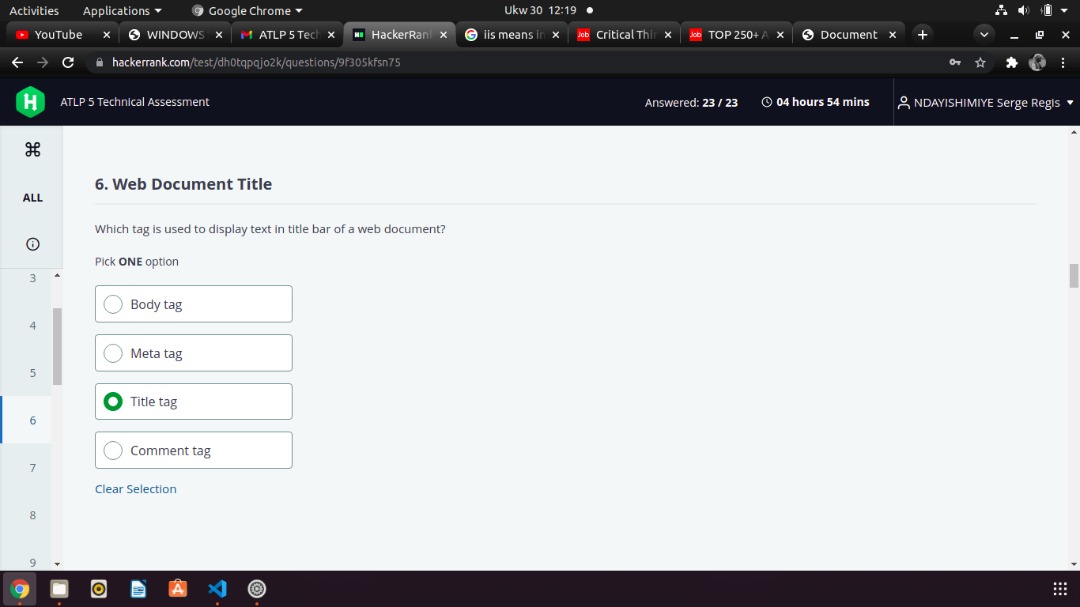 Activities Applications Google Chrome Ukw 30 12:19
YouTube WINDOWS ATLP 5 Tech HackerRan iis means in Critical Thin TOP 250+ A Document
hackerrank.com/test/dh0tqpqjo2k/questions/9f305kfsn75
H ATLP 5 Technical Assessment Answered: 23 / 23 04 hours 54 mins NDAYISHIMIYE Serge Regis
ALL
3
4
5
6
7
8
9
6. Web Document Title
Which tag is used to display text in title bar of a web document?
Pick ONE option
Body tag
Meta tag
Title tag
Comment tag
Clear Selection